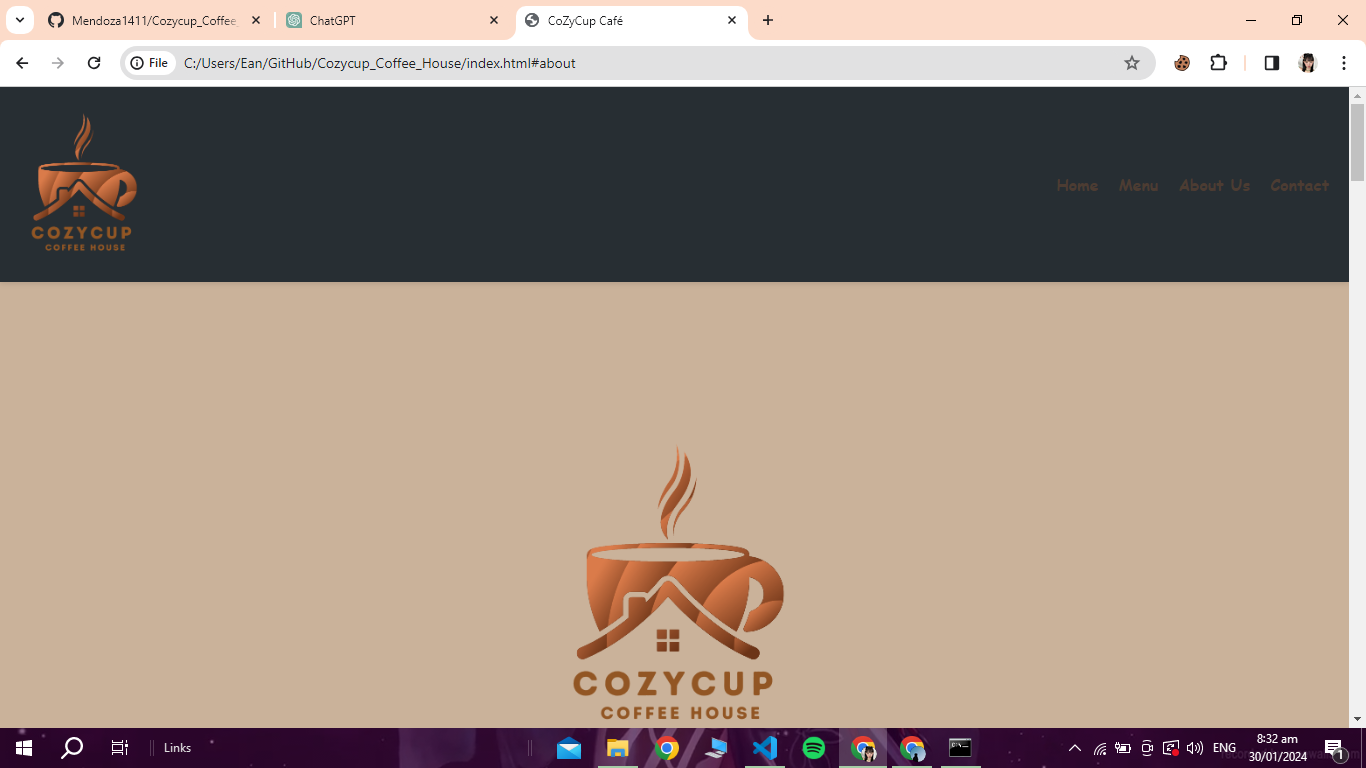 Mendoza1411/Cozycup_Coffee_
ChatGPT
CoZyCup Café
File
C:/Users/Ean/GitHub/Cozycup_Coffee_House/index.html#about
COZYCUP
COFFEE HOUSE
Home
Menu
About Us
Contact
COZYCUP
COFFEE HOUSE
Links
ENG
8:32 am
30/01/2024
1